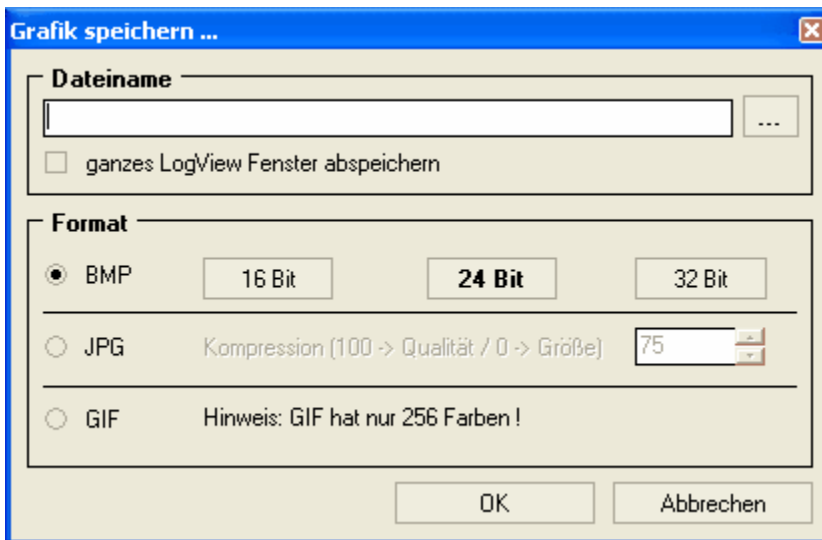 Grafik speichern ...
Dateiname
...
ganzes LogView Fenster abspeichern
Format
BMP 16 Bit 24 Bit 32 Bit
JPG Kompression (100 -> Qualität / 0 -> Größe) 75
GIF Hinweis: GIF hat nur 256 Farben !
OK Abbrechen